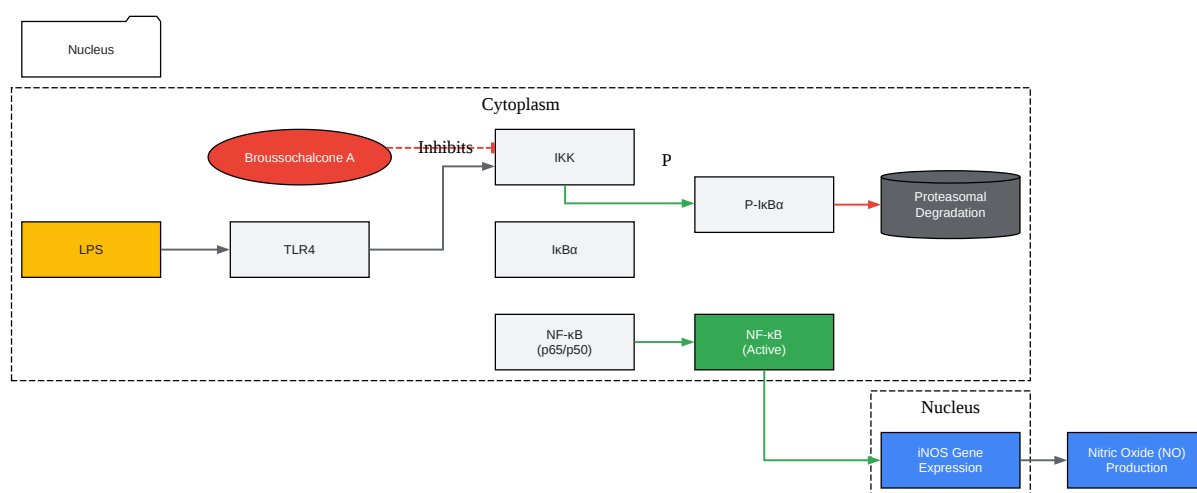 Nucleus
Cytoplasm
Broussochalcone A
Inhibits
IKK
P
P-IκBα
Proteasomal
Degradation
LPS
TLR4
IκBα
NF-κB
(p65/p50)
NF-κB
(Active)
Nucleus
iNOS Gene
Expression
Nitric Oxide (NO)
Production